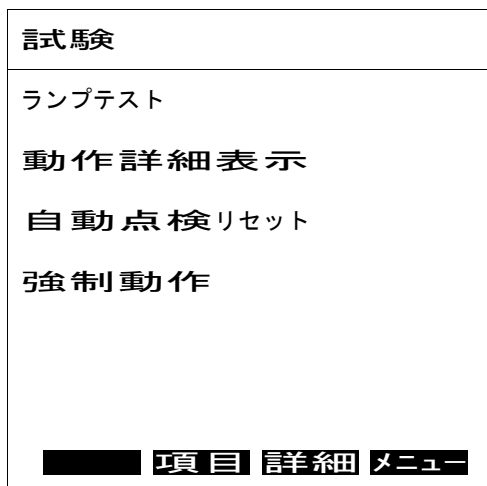 試験
ランプテスト
動作詳細表示
自動点検リセット
強制動作
項目 詳細 メニュー